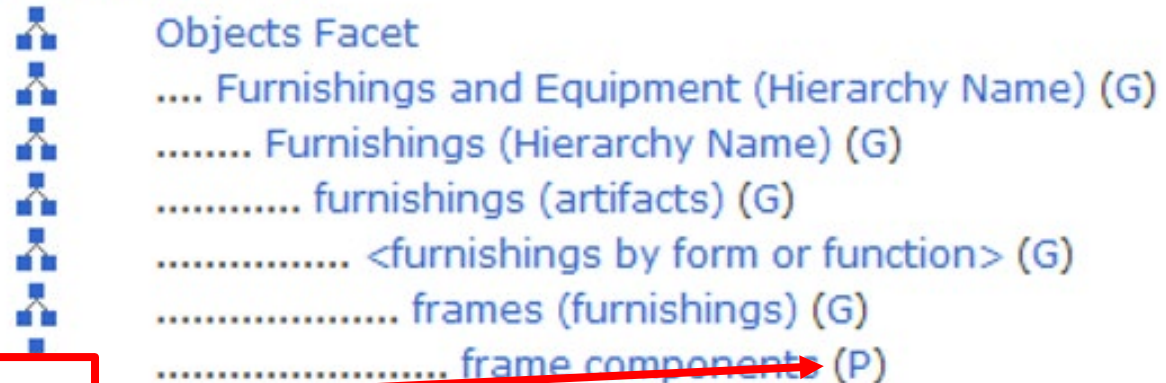 Objects Facet
.... Furnishings and Equipment (Hierarchy Name) (G)
........ Furnishings (Hierarchy Name) (G)
............ furnishings (artifacts) (G)
................ <furnishings by form or function> (G)
.................... frames (furnishings) (G)
........................ frame components (P)